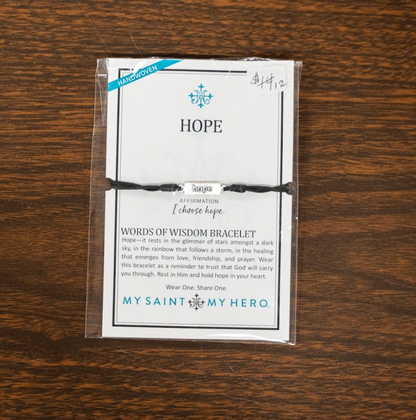 HANDWOVEN
HOPE
hope
AFFIRMATION
I choose hope.
WORDS OF WISDOM BRACELET
Hope—it rests in the glimmer of stars amongst a dark
sky, in the rainbow that follows a storm, in the healing
that emerges from love, friendship, and prayer. Wear
this bracelet as a reminder to trust that God will carry
you through. Rest in Him and hold hope in your heart.
Wear One. Share One.
MY SAINT MY HERO